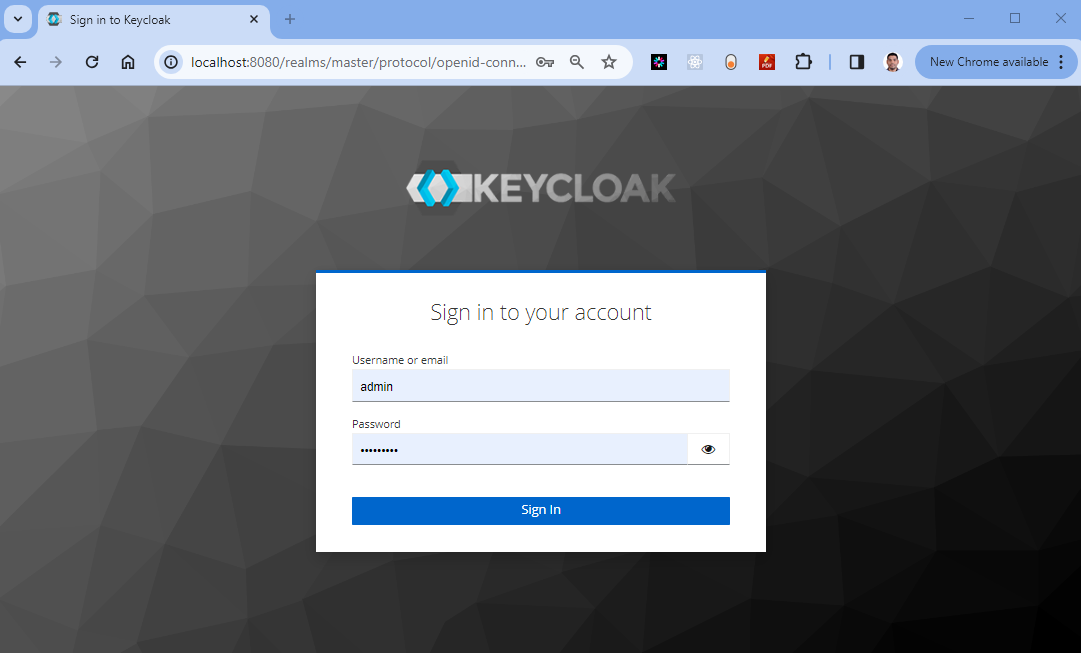 Sign in to Keycloak
localhost:8080/realms/master/protocol/openid-conn...
PDF
New Chrome available
KEYCLOAK
Sign in to your account
Username or email
admin
Password
•••••••••
Sign In